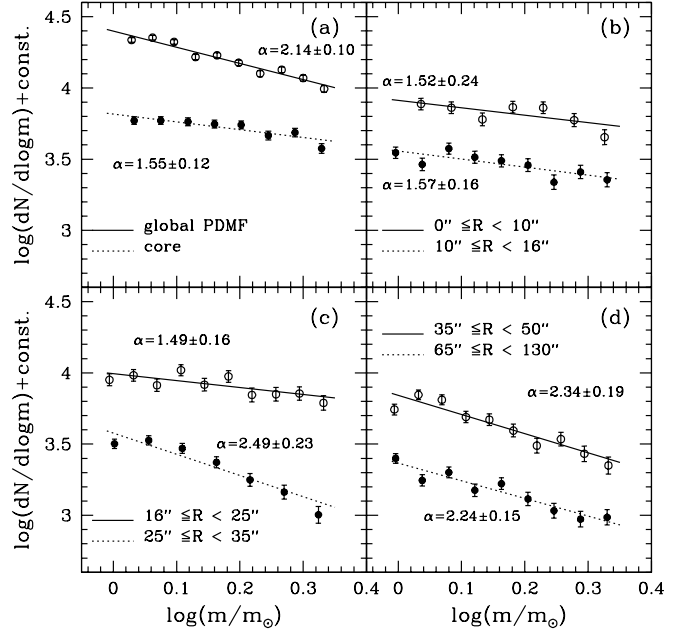 (a)
α=2.14±0.10
α=1.55±0.12
global PDMF
core
(b)
α=1.52±0.24
α=1.57±0.16
0″ ≦R < 10″
10″ ≦R < 16″
(c)
α=1.49±0.16
α=2.49±0.23
16″ ≦R < 25″
25″ ≦R < 35″
(d)
35″ ≦R < 50″
65″ ≦R < 130″
α=2.34±0.19
α=2.24±0.15
log(dN/dlogm)+const.
4.5
4
3.5
3
log(dN/dlogm)+const.
4.5
4
3.5
3
0 0.1 0.2 0.3 0.4
0 0.1 0.2 0.3 0.4
log(m/m⊙)
log(m/m⊙)